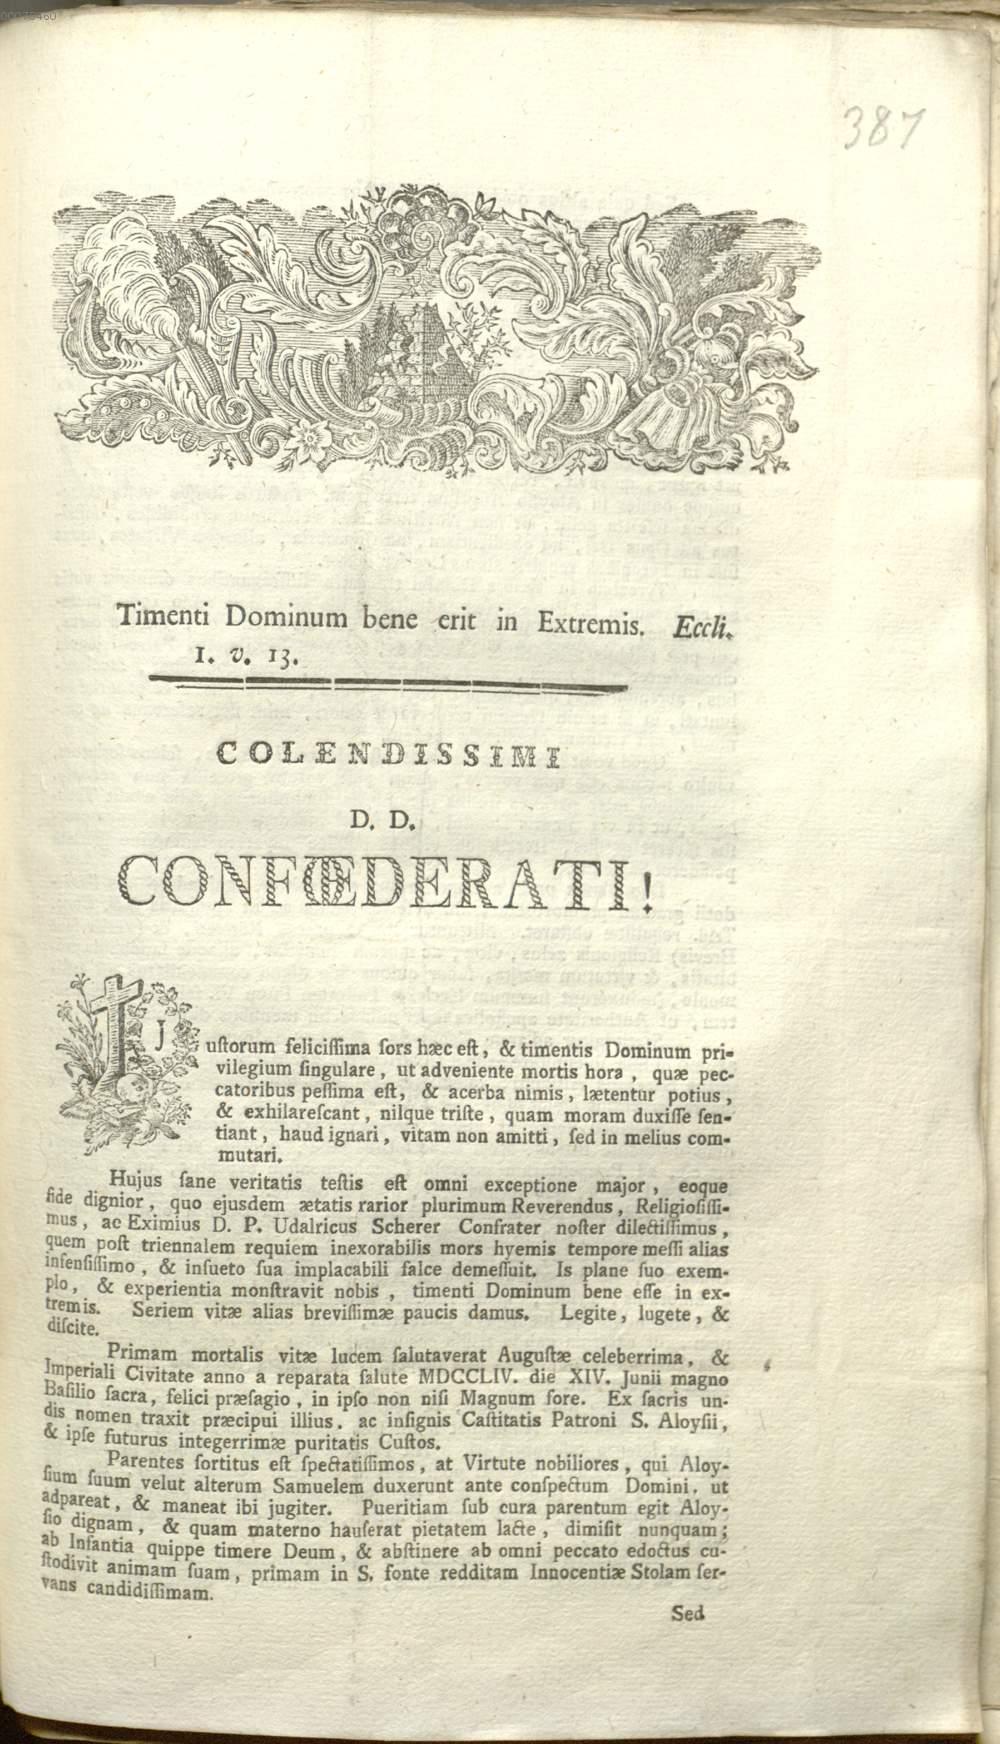 00073460
387
Timenti Dominum bene erit in Extremis. Eccli.
1. v. 13.
COLENDISSIMI
D. D.
CONFŒDERATI!
Juſtorum feliciſſima ſors hæc eſt, & timentis Dominum pri-
vilegium ſingulare, ut adveniente mortis hora, quæ pec-
catoribus peſſima eſt, & acerba nimis, lætentur potius,
& exhilareſcant, nilque triſte, quam moram duxiſſe ſen-
tiant, haud ignari, vitam non amitti, ſed in melius com-
mutari.
Hujus ſane veritatis teſtis eſt omni exceptione major, eoque
fide dignior, quo ejusdem ætatis rarior plurimum Reverendus, Religioſiſſi-
mus, ac Eximius D. P. Udalricus Scherer Confrater noſter dilectiſſimus,
quem poſt triennalem requiem inexorabilis mors hyemis tempore meſſi alias
infenſiſſimo, & inſueto ſua implacabili falce demeſſuit. Is plane ſuo exem-
plo, & experientia monſtravit nobis, timenti Dominum bene eſſe in ex-
tremis. Seriem vitæ alias breviſſimæ paucis damus. Legite, lugete, &
diſcite.
Primam mortalis vitæ lucem ſalutaverat Auguſtæ celeberrima, &
Imperiali Civitate anno a reparata ſalute MDCCLIV. die XIV. Junii magno
Baſilio ſacra, felici præſagio, in ipſo non niſi Magnum fore. Ex ſacris un-
dis nomen traxit præcipui illius, ac inſignis Caſtitatis Patroni S. Aloyſii,
& ipſe futurus integerrimæ puritatis Cuſtos.
Parentes ſortitus eſt ſpectatiſſimos, at Virtute nobiliores, qui Aloy-
ſium ſuum velut alterum Samuelem duxerunt ante conſpectum Domini, ut
adpareat, & maneat ibi jugiter. Pueritiam ſub cura parentum egit Aloy-
ſio dignam, & quam materno hauſerat pietatem lacte, dimiſit nunquam;
ab Infantia quippe timere Deum, & abſtinere ab omni peccato edoctus cu-
ſtodivit animam ſuam, primam in S. fonte redditam Innocentiæ Stolam ſer-
vans candidiſſimam.
Sed